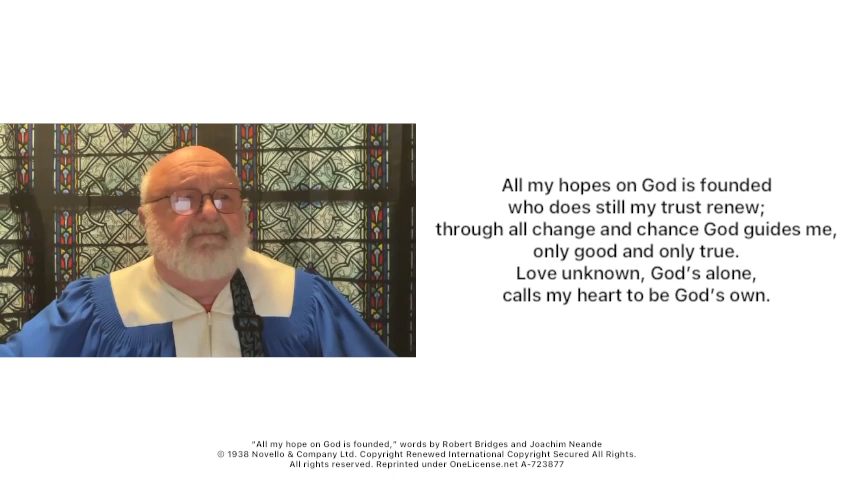 All my hopes on God is founded
who does still my trust renew;
through all change and chance God guides me,
only good and only true.
Love unknown, God's alone,
calls my heart to be God's own.
"All my hope on God is founded," words by Robert Bridges and Joachim Neande
© 1938 Novello & Company Ltd. Copyright Renewed International Copyright Secured All Rights.
All rights reserved. Reprinted under OneLicense.net A-723877